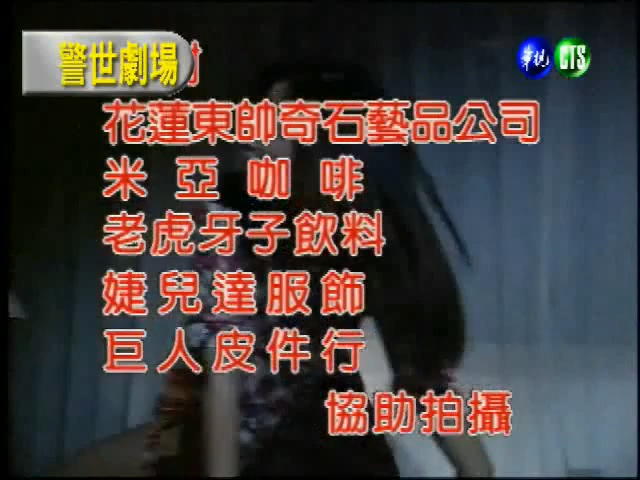 警世劇場
華視 CTS
花蓮東帥奇石藝品公司
米亞咖啡
老虎牙子飲料
婕兒達服飾
巨人皮件行
協助拍攝